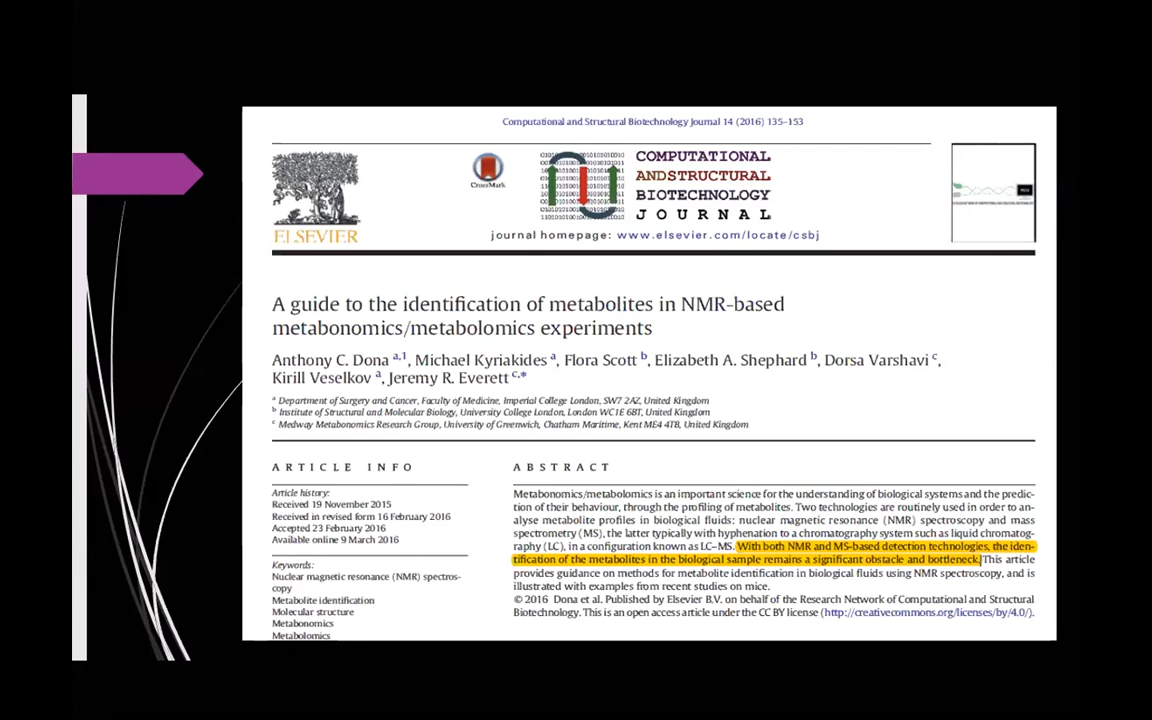 Computational and Structural Biotechnology Journal 14 (2016) 135–153
CrossMark
COMPUTATIONAL
ANDSTRUCTURAL
BIOTECHNOLOGY
JOURNAL
ELSEVIER
journal homepage: www.elsevier.com/locate/csbj
A guide to the identification of metabolites in NMR-based
metabonomics/metabolomics experiments
Anthony C. Dona a,1, Michael Kyriakides a, Flora Scott b, Elizabeth A. Shephard b, Dorsa Varshavi c,
Kirill Veselkov a, Jeremy R. Everett c,*
a Department of Surgery and Cancer, Faculty of Medicine, Imperial College London, SW7 2AZ, United Kingdom
b Institute of Structural and Molecular Biology, University College London, London WC1E 6BT, United Kingdom
c Medway Metabonomics Research Group, University of Greenwich, Chatham Maritime, Kent ME4 4TB, United Kingdom
ARTICLE INFO
Article history:
Received 19 November 2015
Received in revised form 16 February 2016
Accepted 23 February 2016
Available online 9 March 2016
Keywords:
Nuclear magnetic resonance (NMR) spectros-
copy
Metabolite identification
Molecular structure
Metabonomics
Metabolomics
ABSTRACT
Metabonomics/metabolomics is an important science for the understanding of biological systems and the predic-
tion of their behaviour, through the profiling of metabolites. Two technologies are routinely used in order to an-
alyse metabolite profiles in biological fluids: nuclear magnetic resonance (NMR) spectroscopy and mass
spectrometry (MS), the latter typically with hyphenation to a chromatography system such as liquid chromatog-
raphy (LC), in a configuration known as LC–MS. With both NMR and MS-based detection technologies, the iden-
tification of the metabolites in the biological sample remains a significant obstacle and bottleneck. This article
provides guidance on methods for metabolite identification in biological fluids using NMR spectroscopy, and is
illustrated with examples from recent studies on mice.
© 2016 Dona et al. Published by Elsevier B.V. on behalf of the Research Network of Computational and Structural
Biotechnology. This is an open access article under the CC BY license (http://creativecommons.org/licenses/by/4.0/).